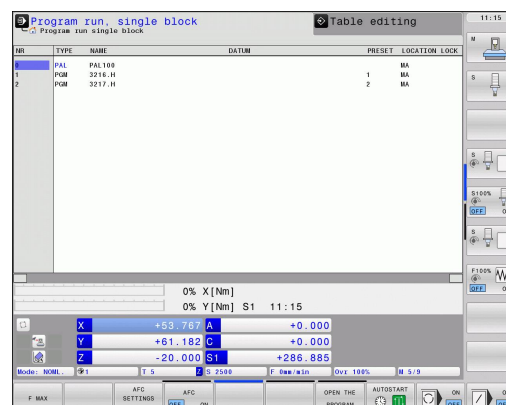 Program run, single block
Program run single block
Table editing
11:15
NR TYPE NAME DATUM PRESET LOCATION LOCK
0 PAL PAL100 MA
1 PGM 3216.H 1 MA
2 PGM 3217.H 2 MA
M
S
S
S100%
OFF
S
F100%
OFF
0% X[Nm]
0% Y[Nm] S1 11:15
X +53.767 A +0.000
Y +61.182 C +0.000
Z -20.000 S1 +286.885
Mode: NOML. 1 T 5 Z S 2500 F 0mm/min Ovr 100% M 5/9
F MAX
AFC SETTINGS
AFC
OFF ON
OPEN THE PROGRAM
AUTOSTART
ON